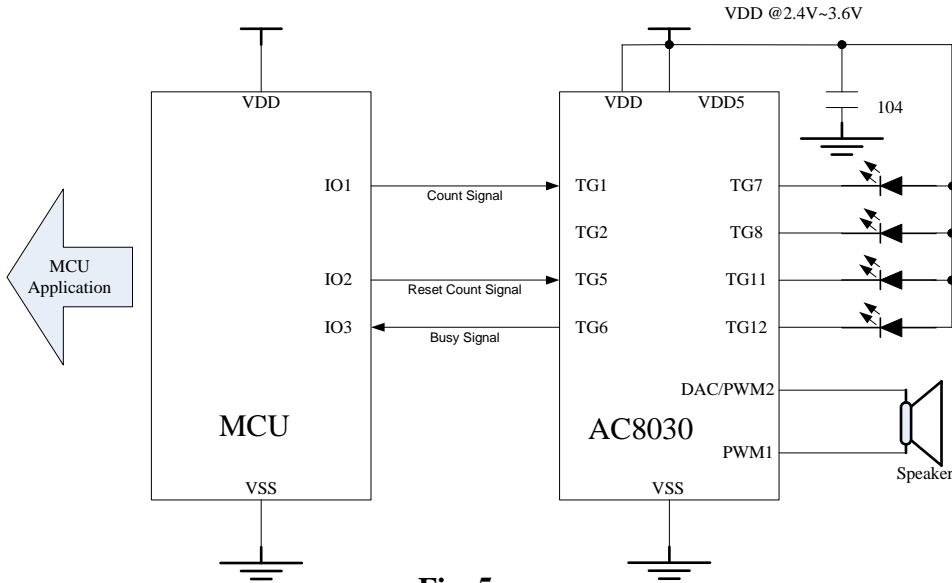 VDD @2.4V~3.6V
VDD
VDD
VDD5
104
IO1
Count Signal
TG1
TG7
TG2
TG8
MCU
Application
IO2
Reset Count Signal
TG5
TG11
IO3
Busy Signal
TG6
TG12
DAC/PWM2
MCU
AC8030
PWM1
Speaker
VSS
VSS
Fig. 5